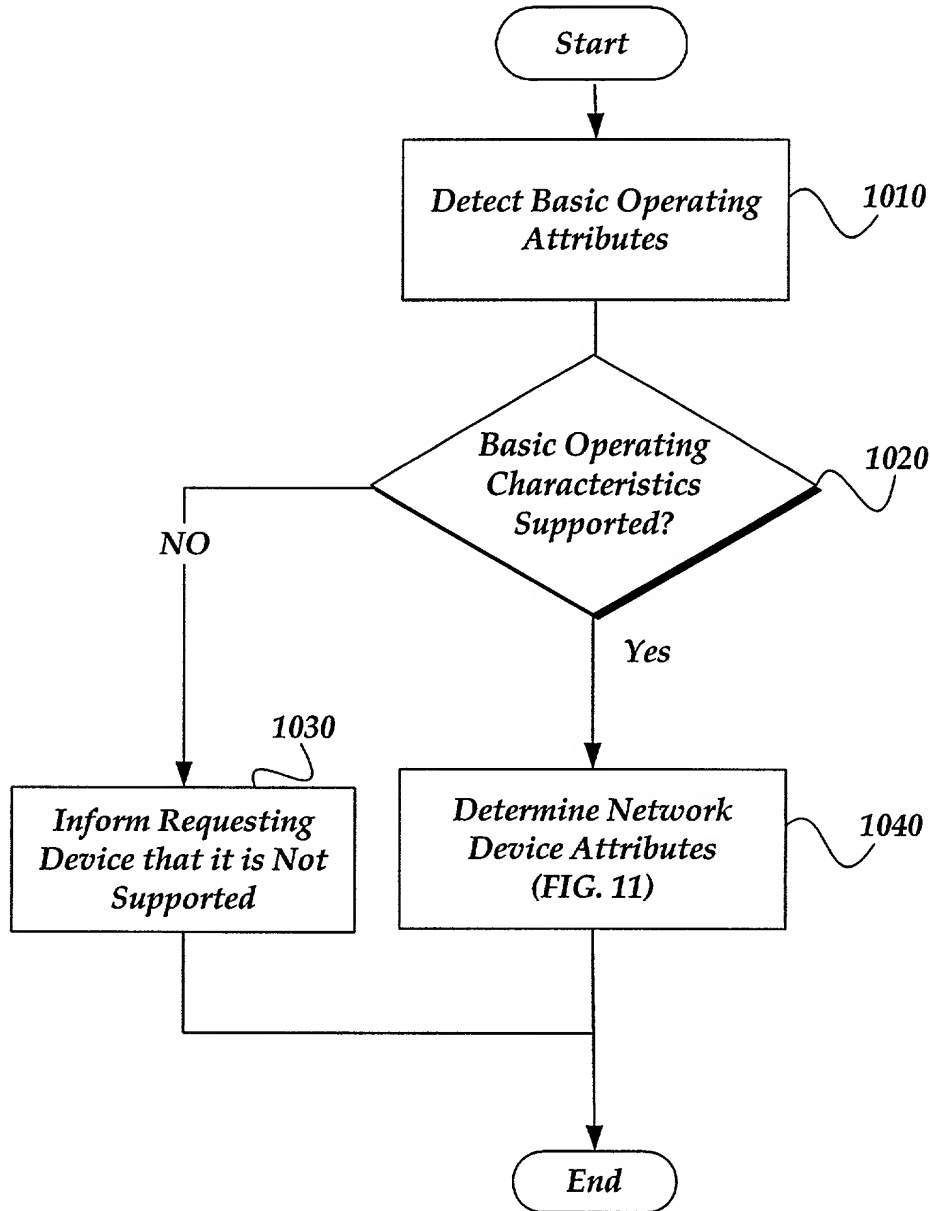 Start
Detect Basic Operating
Attributes
1010
Basic Operating
Characteristics
Supported?
1020
NO
Yes
1030
Inform Requesting
Device that it is Not
Supported
Determine Network
Device Attributes
(FIG. 11)
1040
End